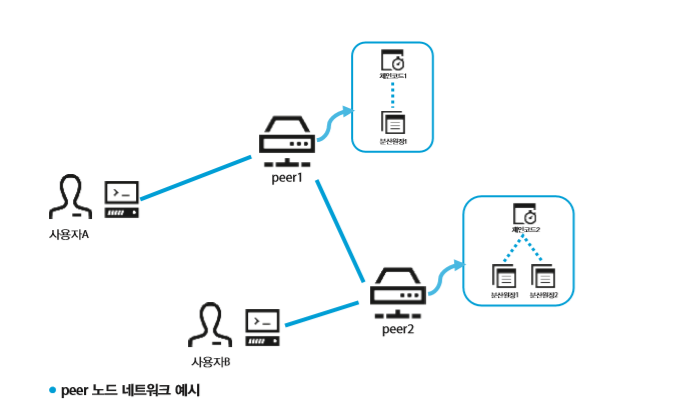 체인코드1
분산원장1
peer1
사용자A
체인코드2
분산원장1
분산원장2
peer2
사용자B
• peer 노드 네트워크 예시